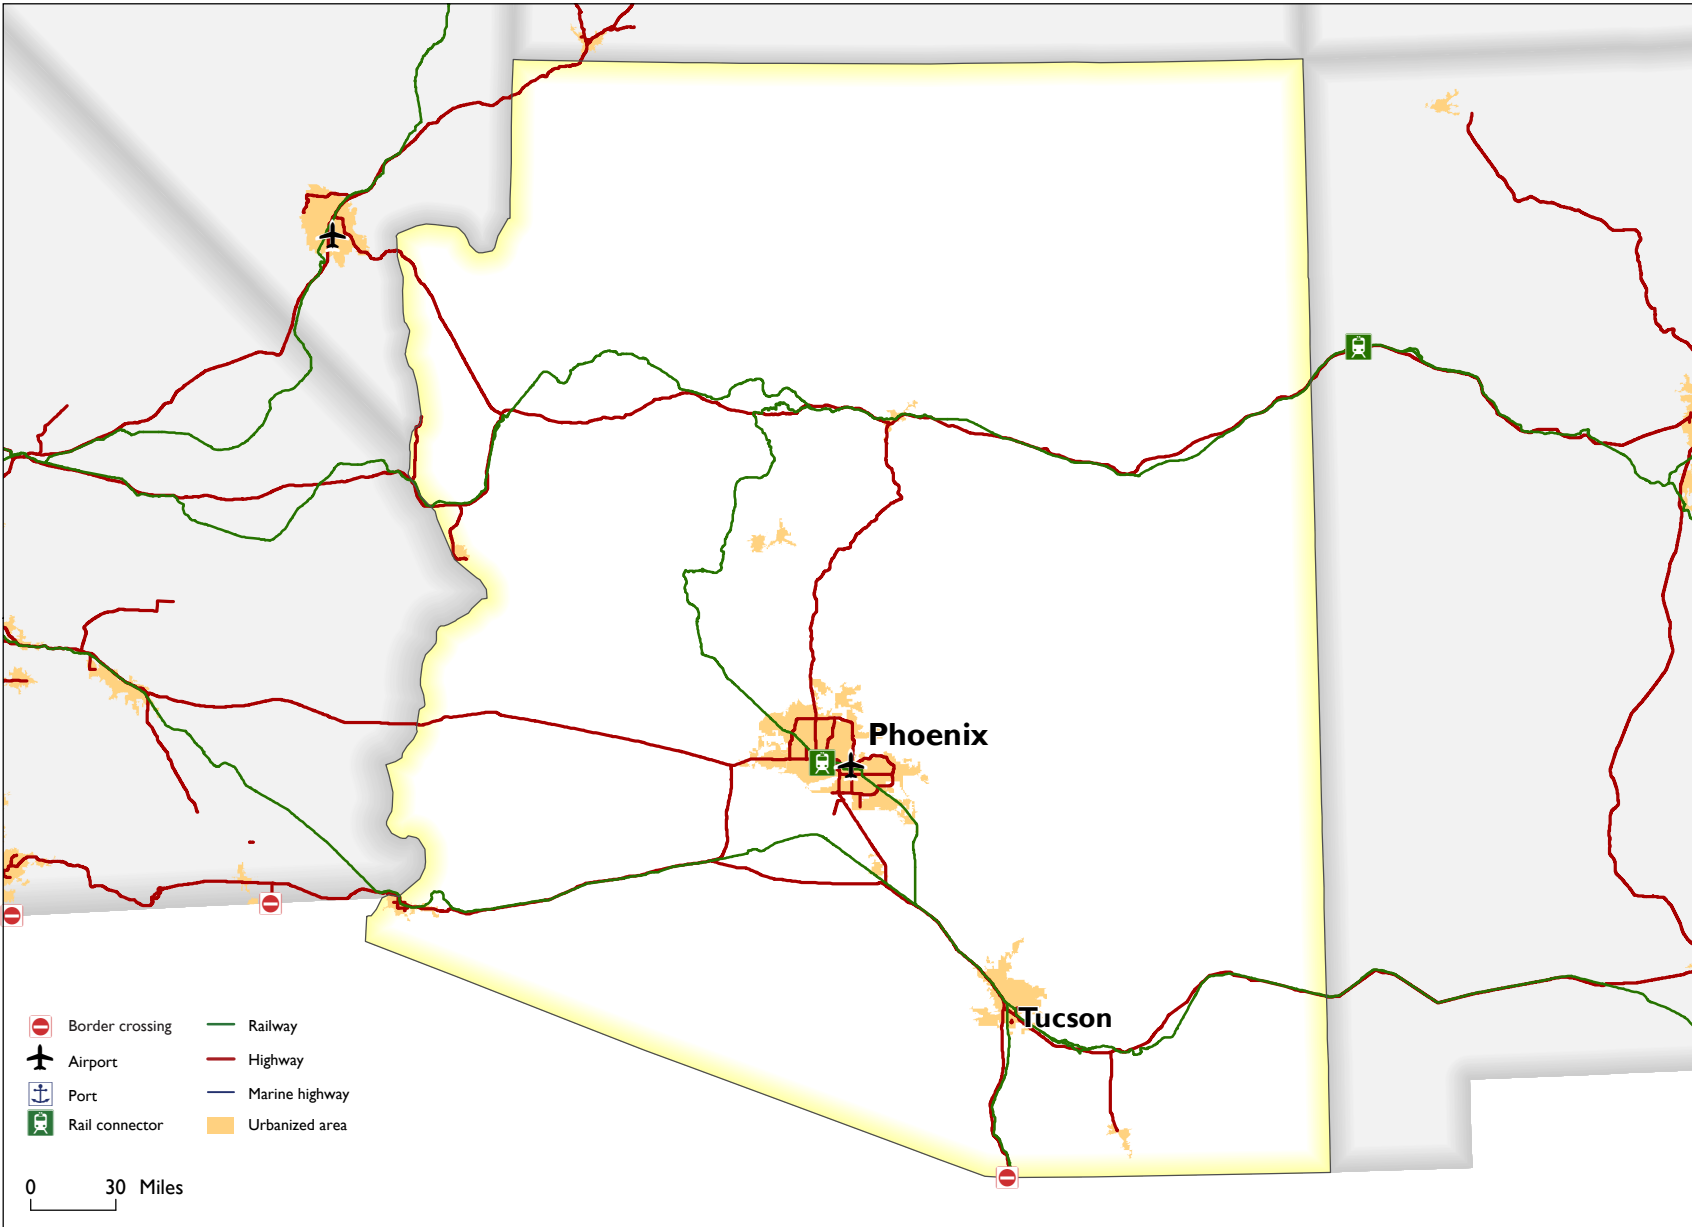 Phoenix
Tucson
Border crossing
Railway
Airport
Highway
Port
Marine highway
Rail connector
Urbanized area
0 30 Miles